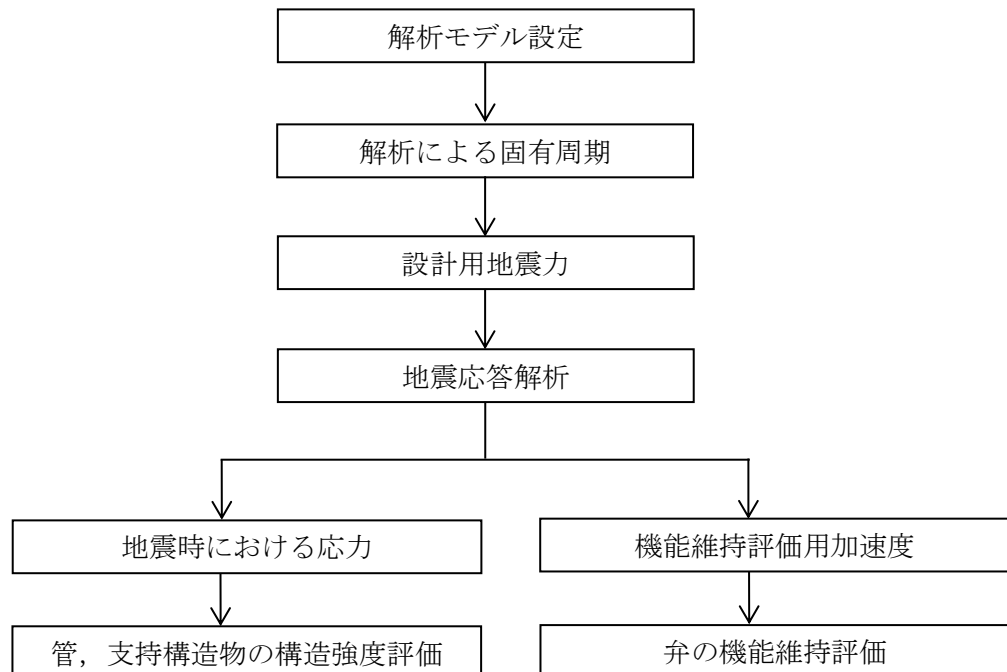 解析モデル設定
解析による固有周期
設計用地震力
地震応答解析
地震時における応力
機能維持評価用加速度
管，支持構造物の構造強度評価
弁の機能維持評価